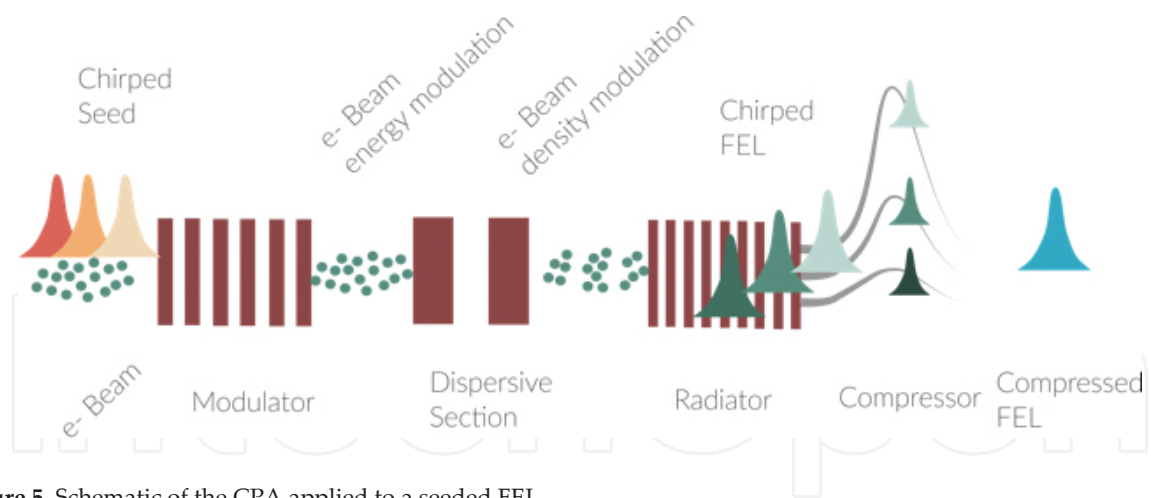 Chirped
Seed
e- Beam
energy modulation
e- Beam
density modulation
Chirped
FEL
e- Beam
Modulator
Dispersive
Section
Radiator
Compressor
Compressed
FEL
Schematic of the CPA applied to a seeded FEL